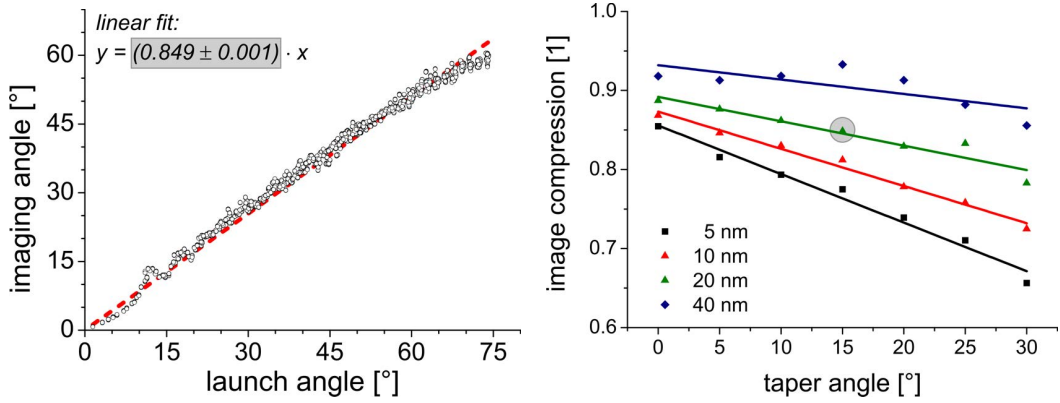 linear fit:
y = (0.849 ± 0.001) · x
imaging angle [°]
60
45
30
15
0
0 15 30 45 60 75
launch angle [°]
image compression [1]
1.0
0.9
0.8
0.7
0.6
5 nm
10 nm
20 nm
40 nm
0 5 10 15 20 25 30
taper angle [°]